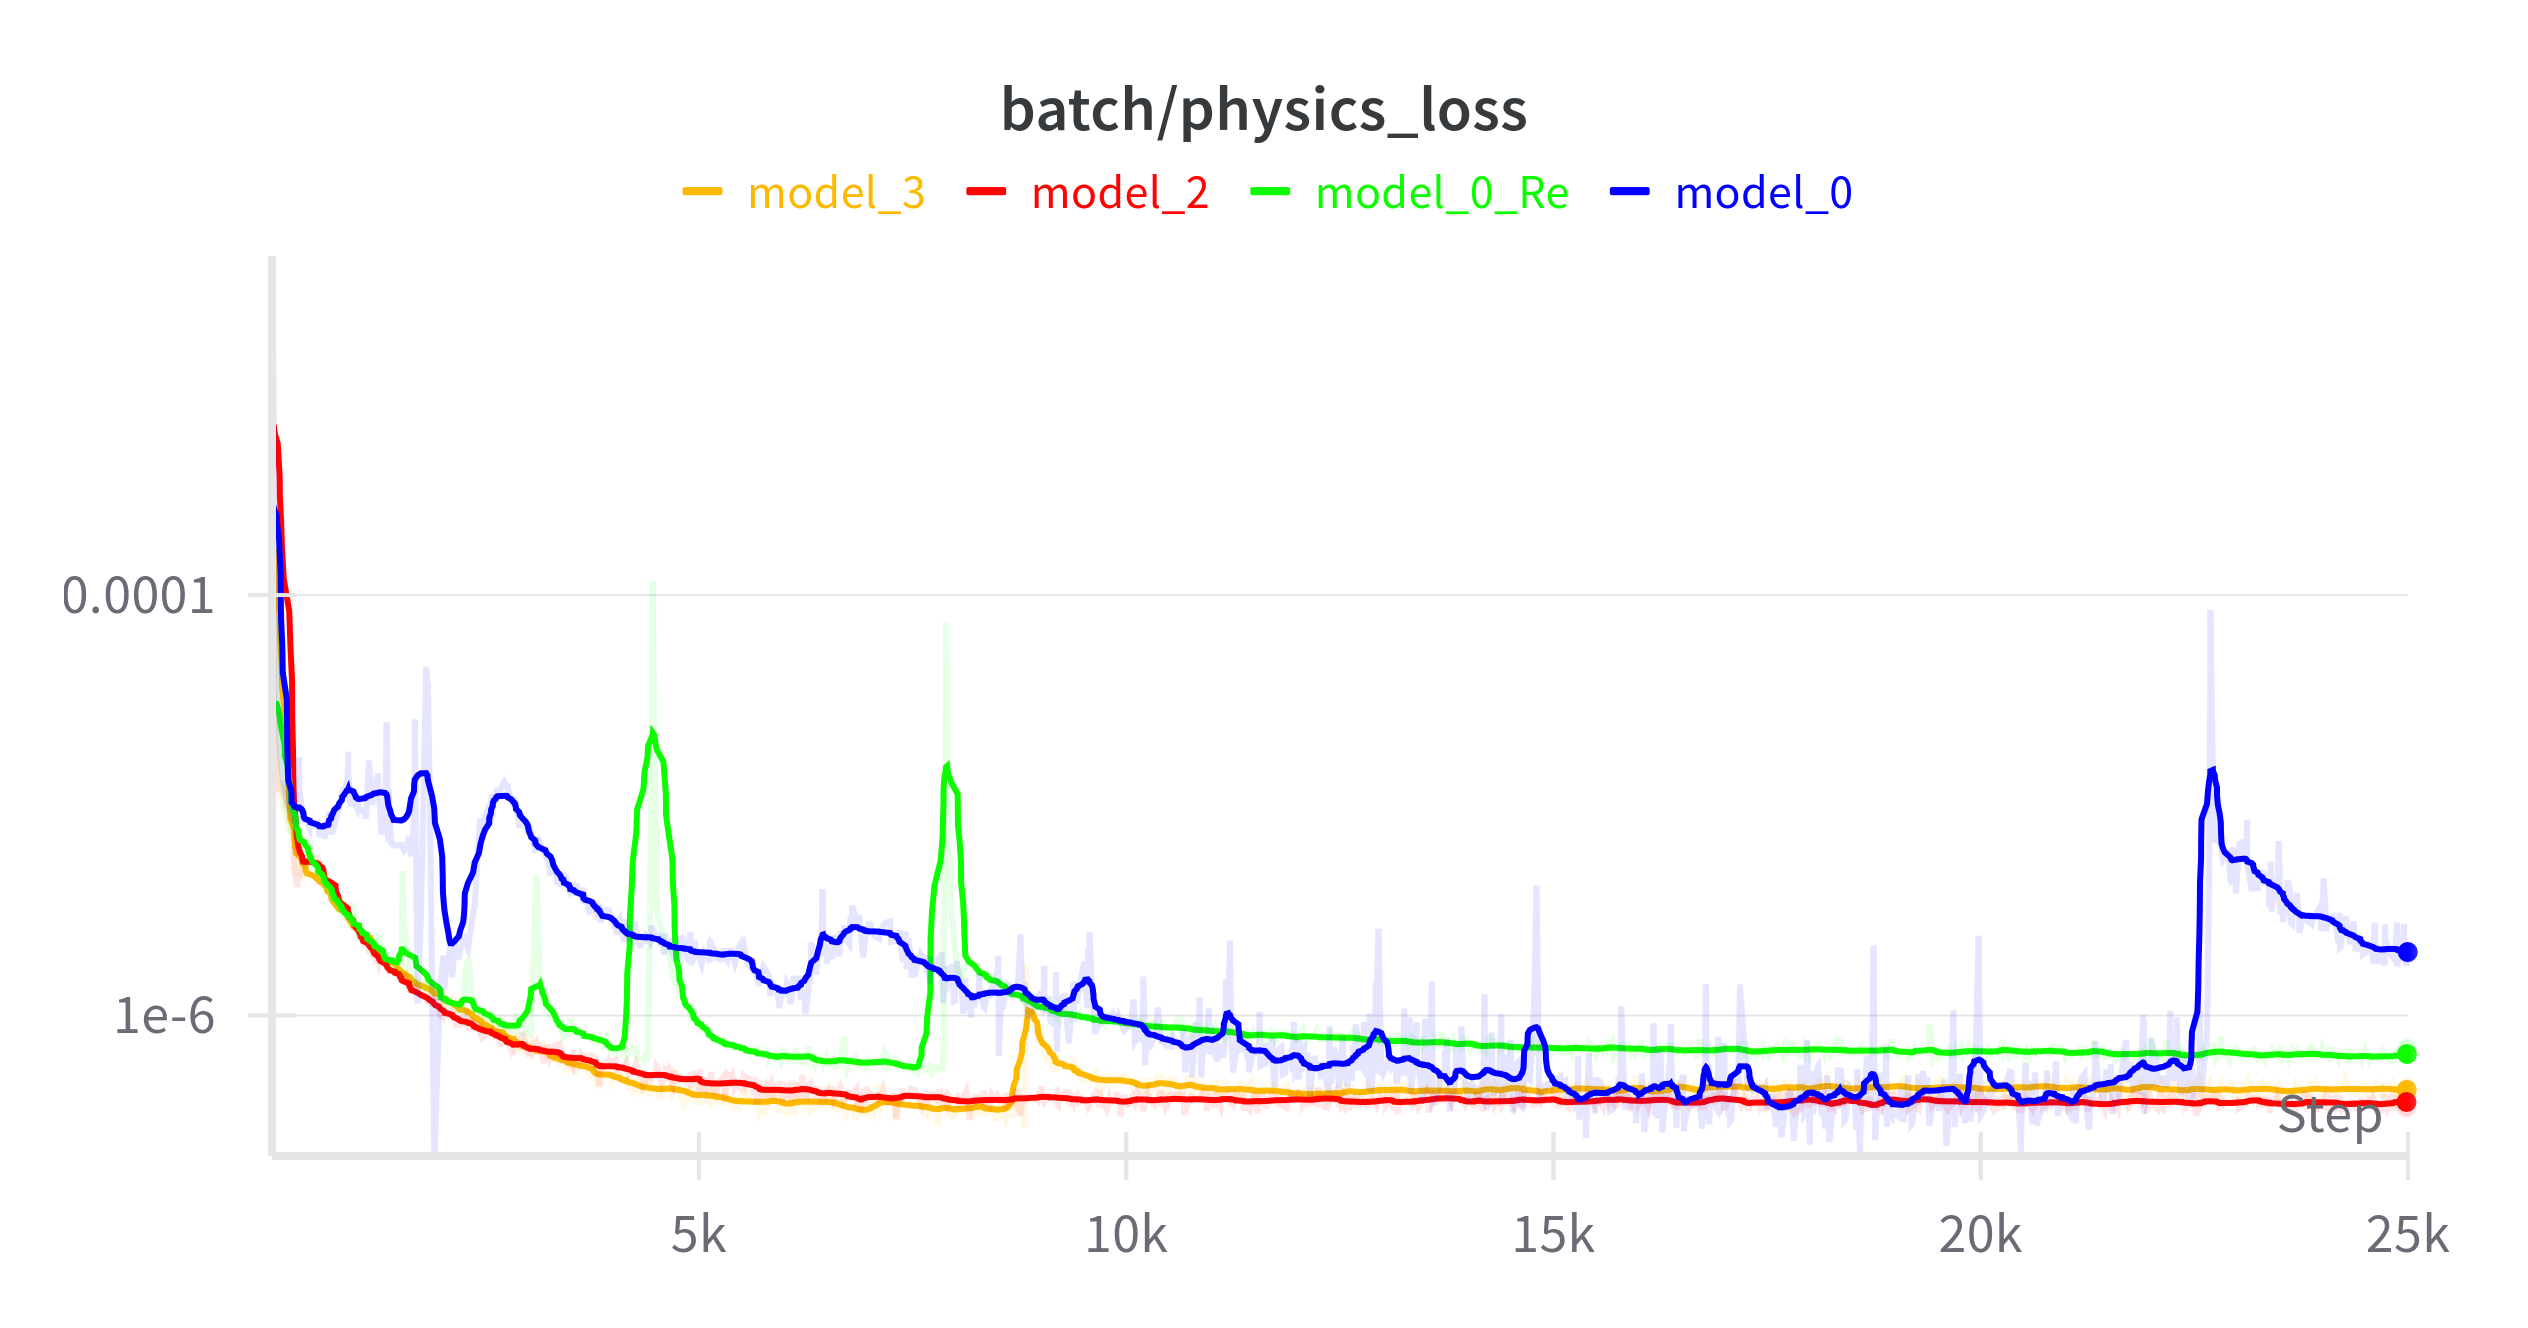 batch/physics_loss
model_3 model_2 model_0_Re model_0
0.0001
1e-6
Step
5k 10k 15k 20k 25k